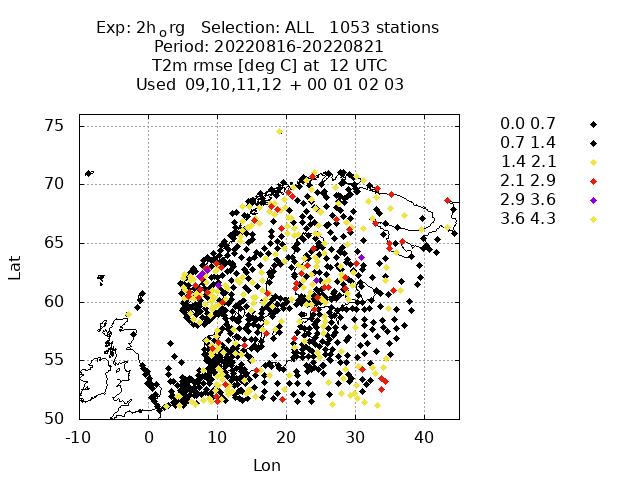 Exp: 2h_org Selection: ALL 1053 stations
Period: 20220816-20220821
T2m rmse [deg C] at 12 UTC
Used 09,10,11,12 + 00 01 02 03
75
70
65
60
55
50
-10 0 10 20 30 40
Lat
Lon
0.0 0.7
0.7 1.4
1.4 2.1
2.1 2.9
2.9 3.6
3.6 4.3